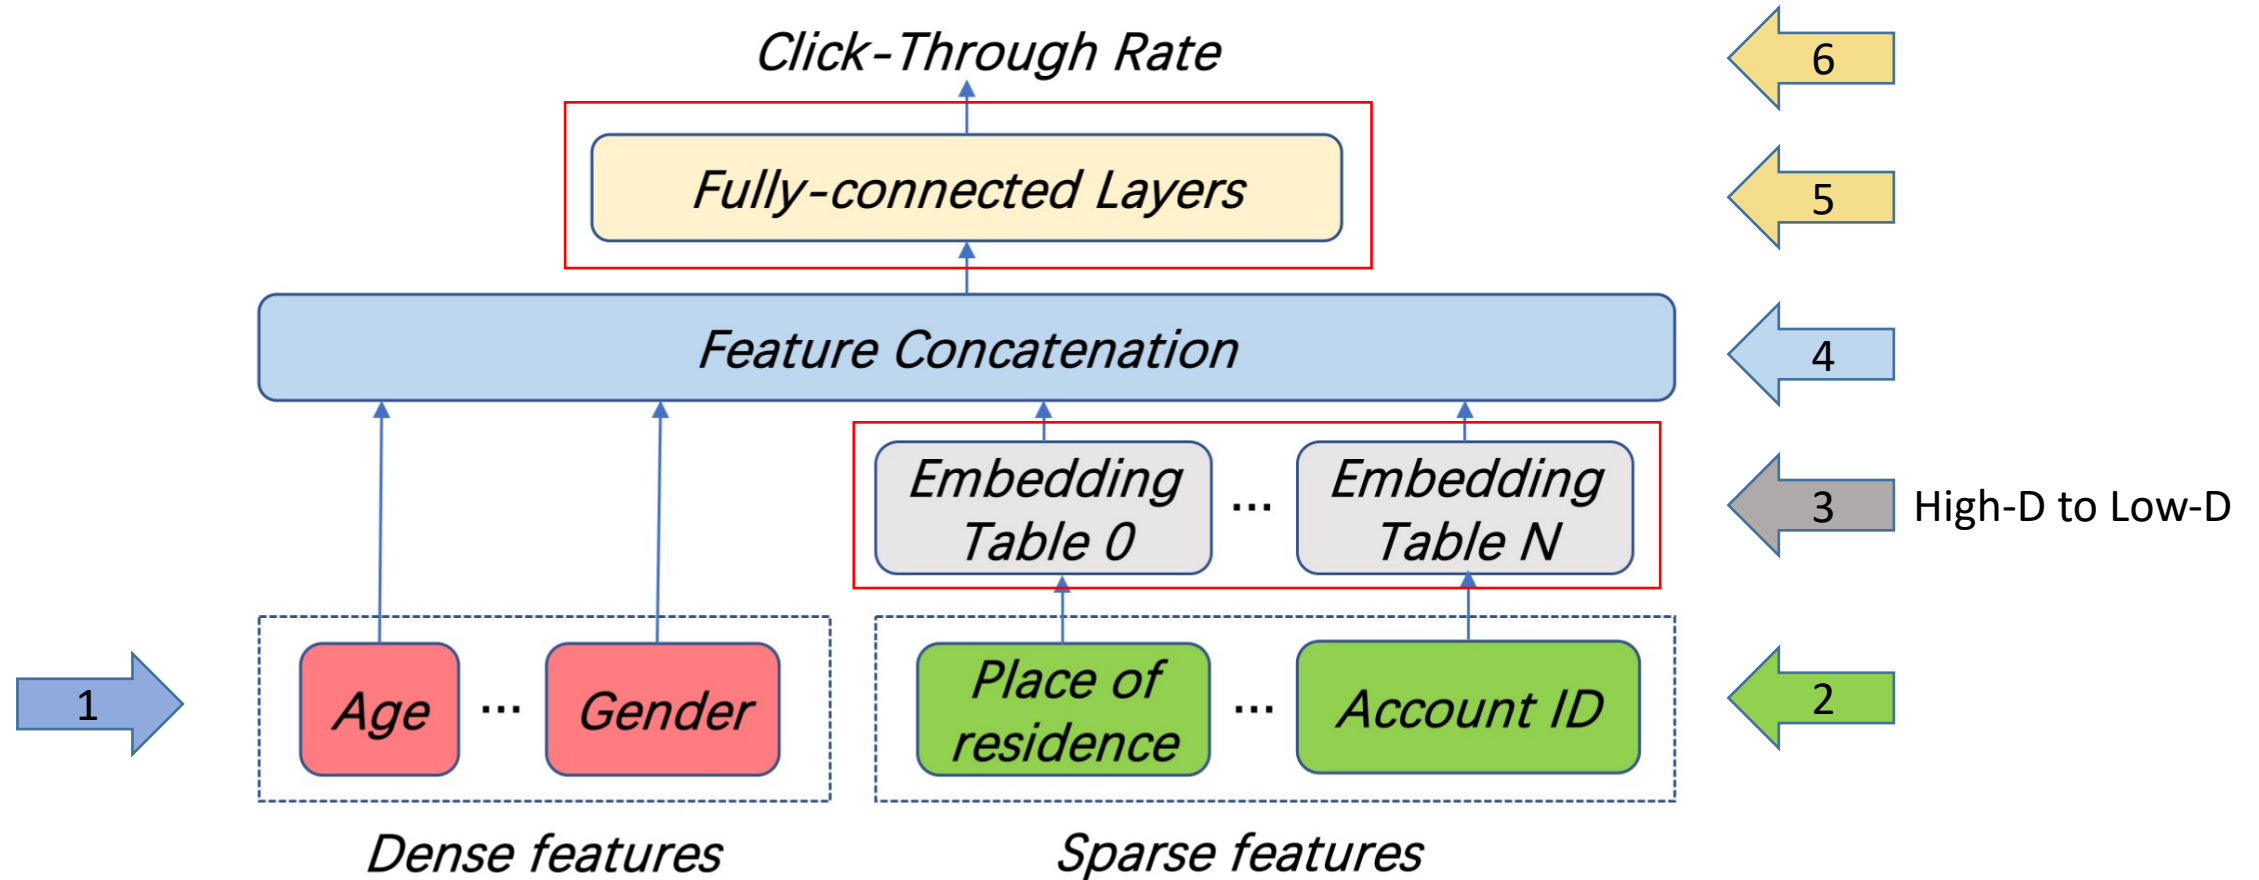 Click-Through Rate
6
Fully-connected Layers
5
Feature Concatenation
4
Embedding
Table 0
...
Embedding
Table N
3
High-D to Low-D
1
Age
...
Gender
Place of
residence
...
Account ID
2
Dense features
Sparse features